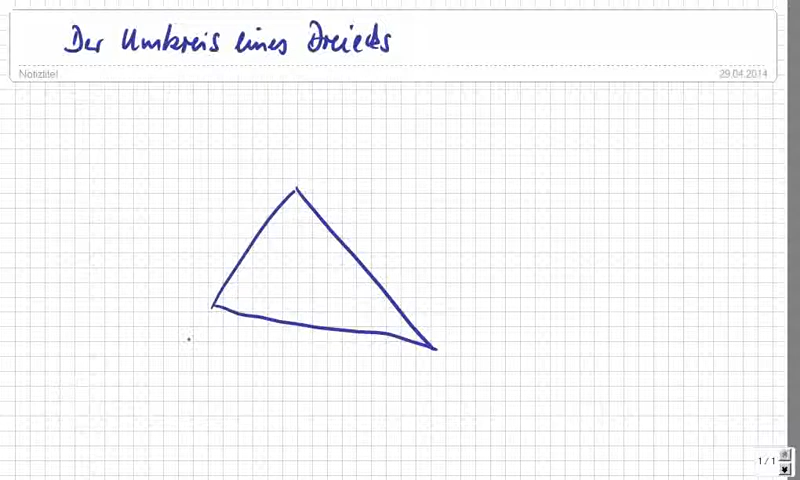 Der Umkreis eines Dreiecks
Notiztitel
29.04.2014
1 / 1